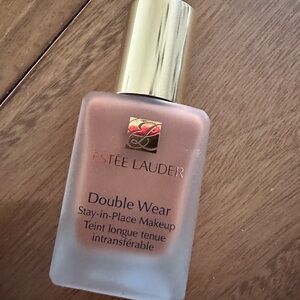 ESTĒE LAUDER
Double Wear
Stay-in-Place Makeup
Teint longue tenue
intransférable